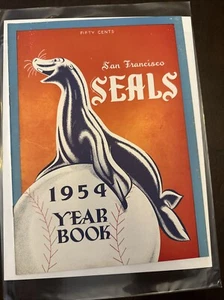 FIFTY CENTS
San Francisco
SEALS
1954
YEAR
BOOK